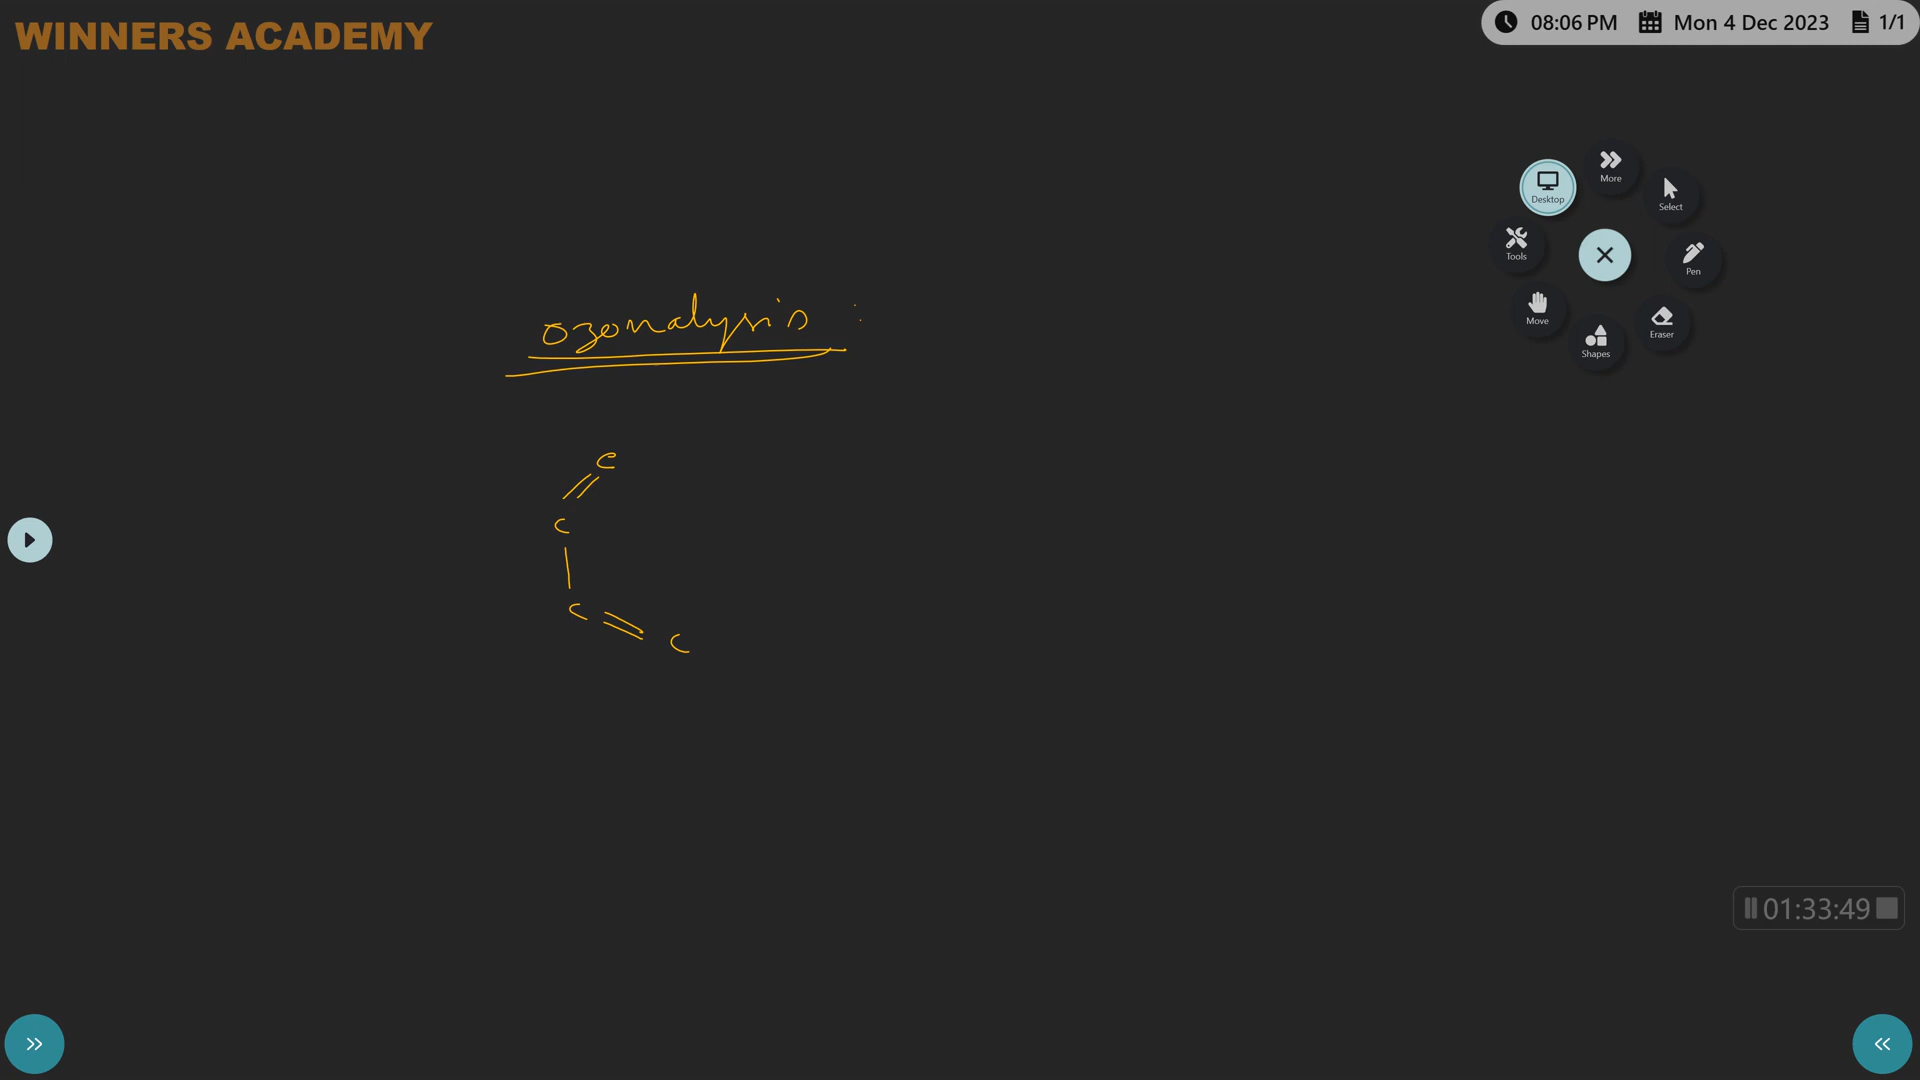 WINNERS ACADEMY
08:06 PM Mon 4 Dec 2023 1/1
More
Desktop
Select
Tools
Pen
Move
Eraser
Shapes
ozonalysis :
C
C
C
C
01:33:49